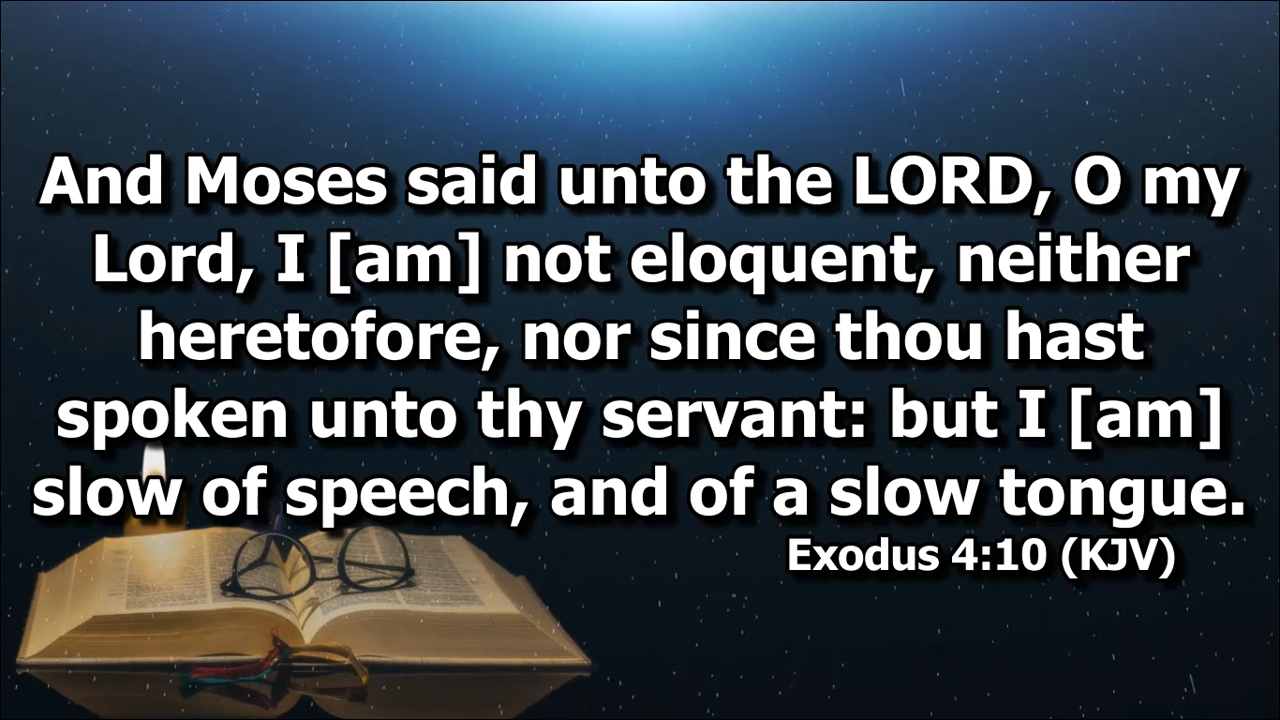 And Moses said unto the LORD, O my
Lord, I [am] not eloquent, neither
heretofore, nor since thou hast
spoken unto thy servant: but I [am]
slow of speech, and of a slow tongue.
Exodus 4:10 (KJV)